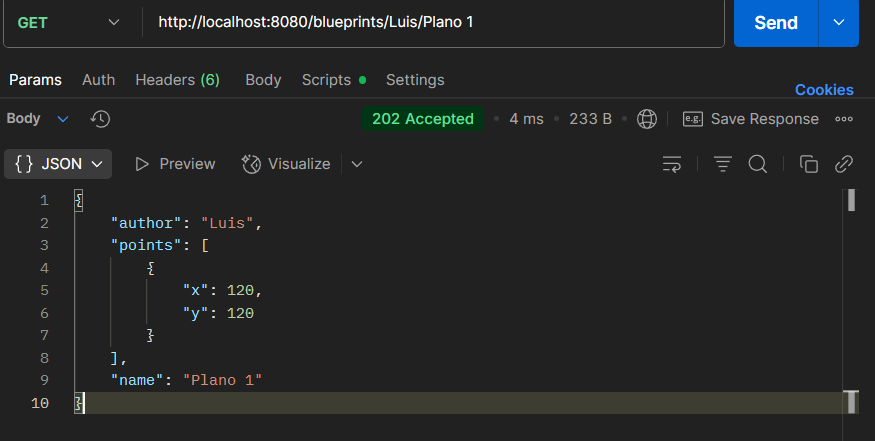 GET http://localhost:8080/blueprints/Luis/Plano 1 Send
Params Auth Headers (6) Body Scripts Settings Cookies
Body 202 Accepted 4 ms 233 B e.g. Save Response
{} JSON Preview Visualize
1 {
2 "author": "Luis",
3 "points": [
4 {
5 "x": 120,
6 "y": 120
7 }
8 ],
9 "name": "Plano 1"
10 }